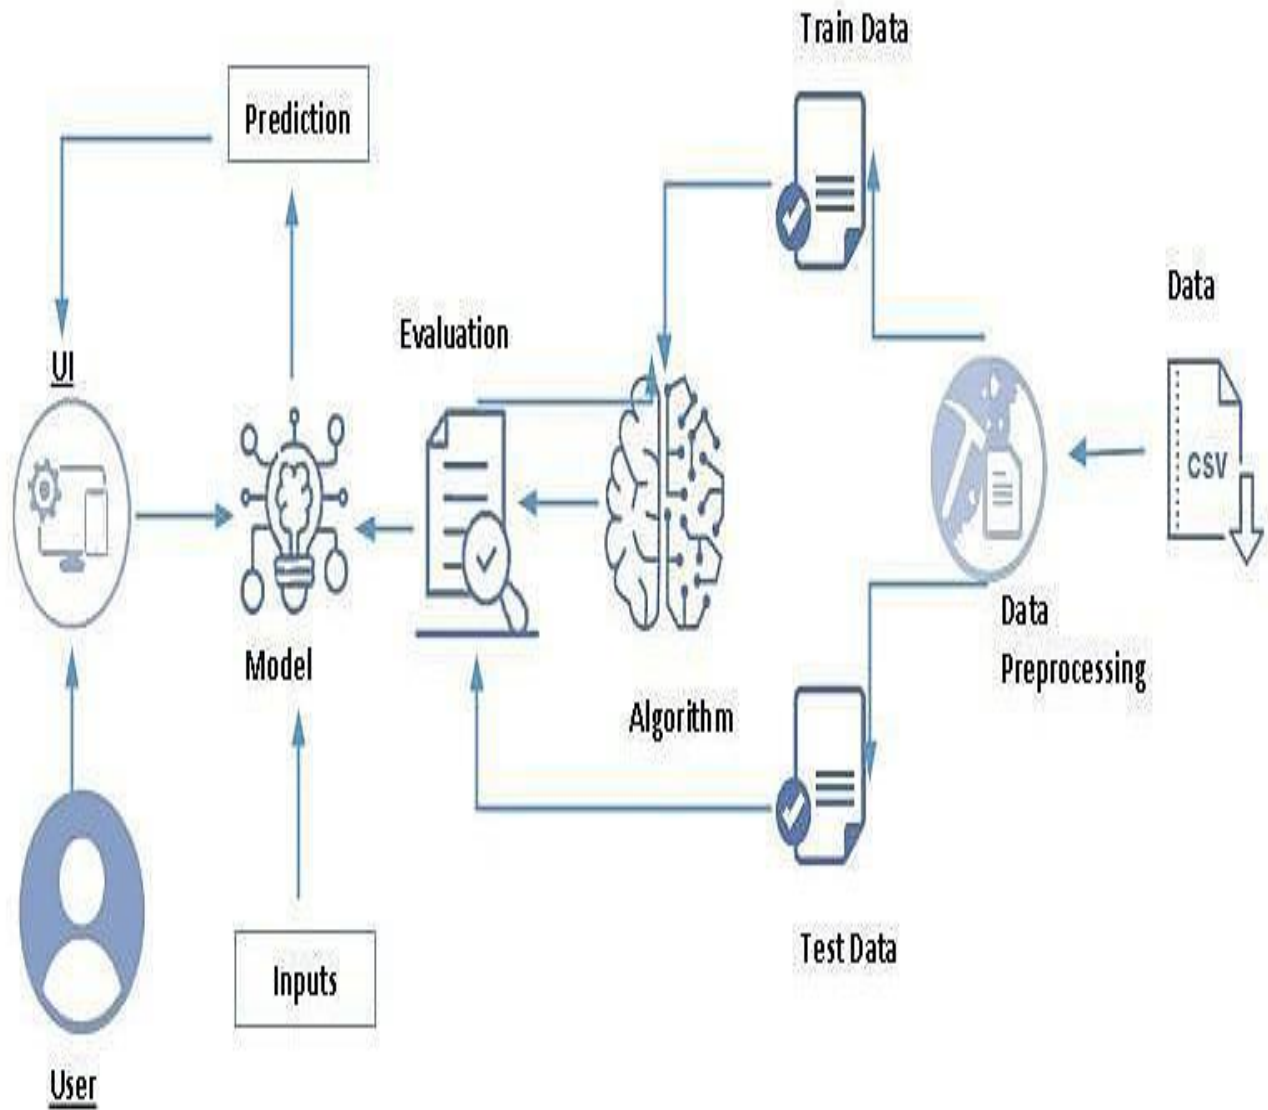 Train Data
Prediction
Data
Evaluation
UI
CSV
Data
Preprocessing
Model
Algorithm
Test Data
Inputs
User